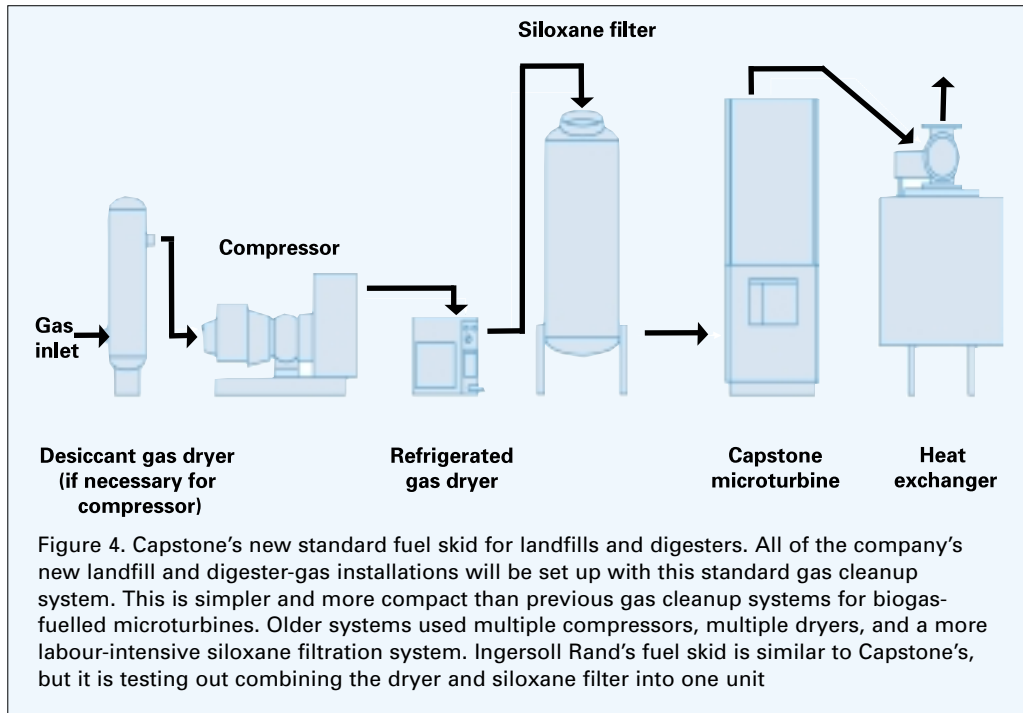 Siloxane filter
Compressor
Gas
inlet
Desiccant gas dryer
(if necessary for
compressor)
Refrigerated
gas dryer
Capstone
microturbine
Heat
exchanger
Figure 4. Capstone’s new standard fuel skid for landfills and digesters. All of the company’s
new landfill and digester-gas installations will be set up with this standard gas cleanup
system. This is simpler and more compact than previous gas cleanup systems for biogas-
fuelled microturbines. Older systems used multiple compressors, multiple dryers, and a more
labour-intensive siloxane filtration system. Ingersoll Rand’s fuel skid is similar to Capstone’s,
but it is testing out combining the dryer and siloxane filter into one unit